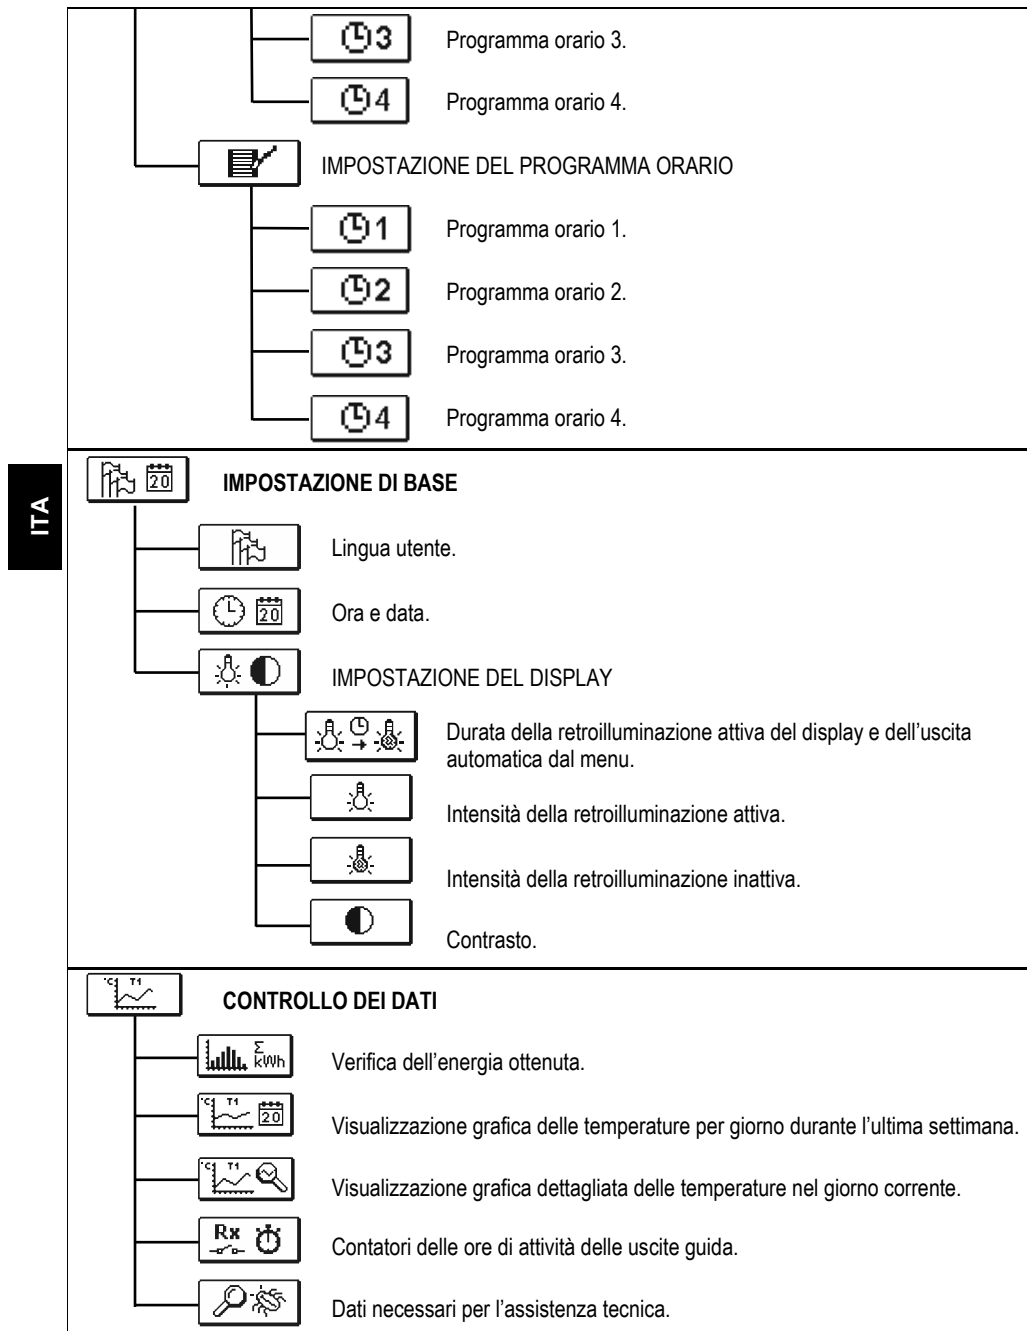 3 Programma orario 3.
4 Programma orario 4.
IMPOSTAZIONE DEL PROGRAMMA ORARIO
1 Programma orario 1.
2 Programma orario 2.
3 Programma orario 3.
4 Programma orario 4.
ITA
20 IMPOSTAZIONE DI BASE
Lingua utente.
20 Ora e data.
IMPOSTAZIONE DEL DISPLAY
Durata della retroilluminazione attiva del display e dell’uscita
automatica dal menu.
Intensità della retroilluminazione attiva.
Intensità della retroilluminazione inattiva.
Contrasto.
°C T1 CONTROLLO DEI DATI
Σ kWh Verifica dell’energia ottenuta.
°C T1 20 Visualizzazione grafica delle temperature per giorno durante l’ultima settimana.
°C T1 Visualizzazione grafica dettagliata delle temperature nel giorno corrente.
Rx Contatori delle ore di attività delle uscite guida.
Dati necessari per l’assistenza tecnica.